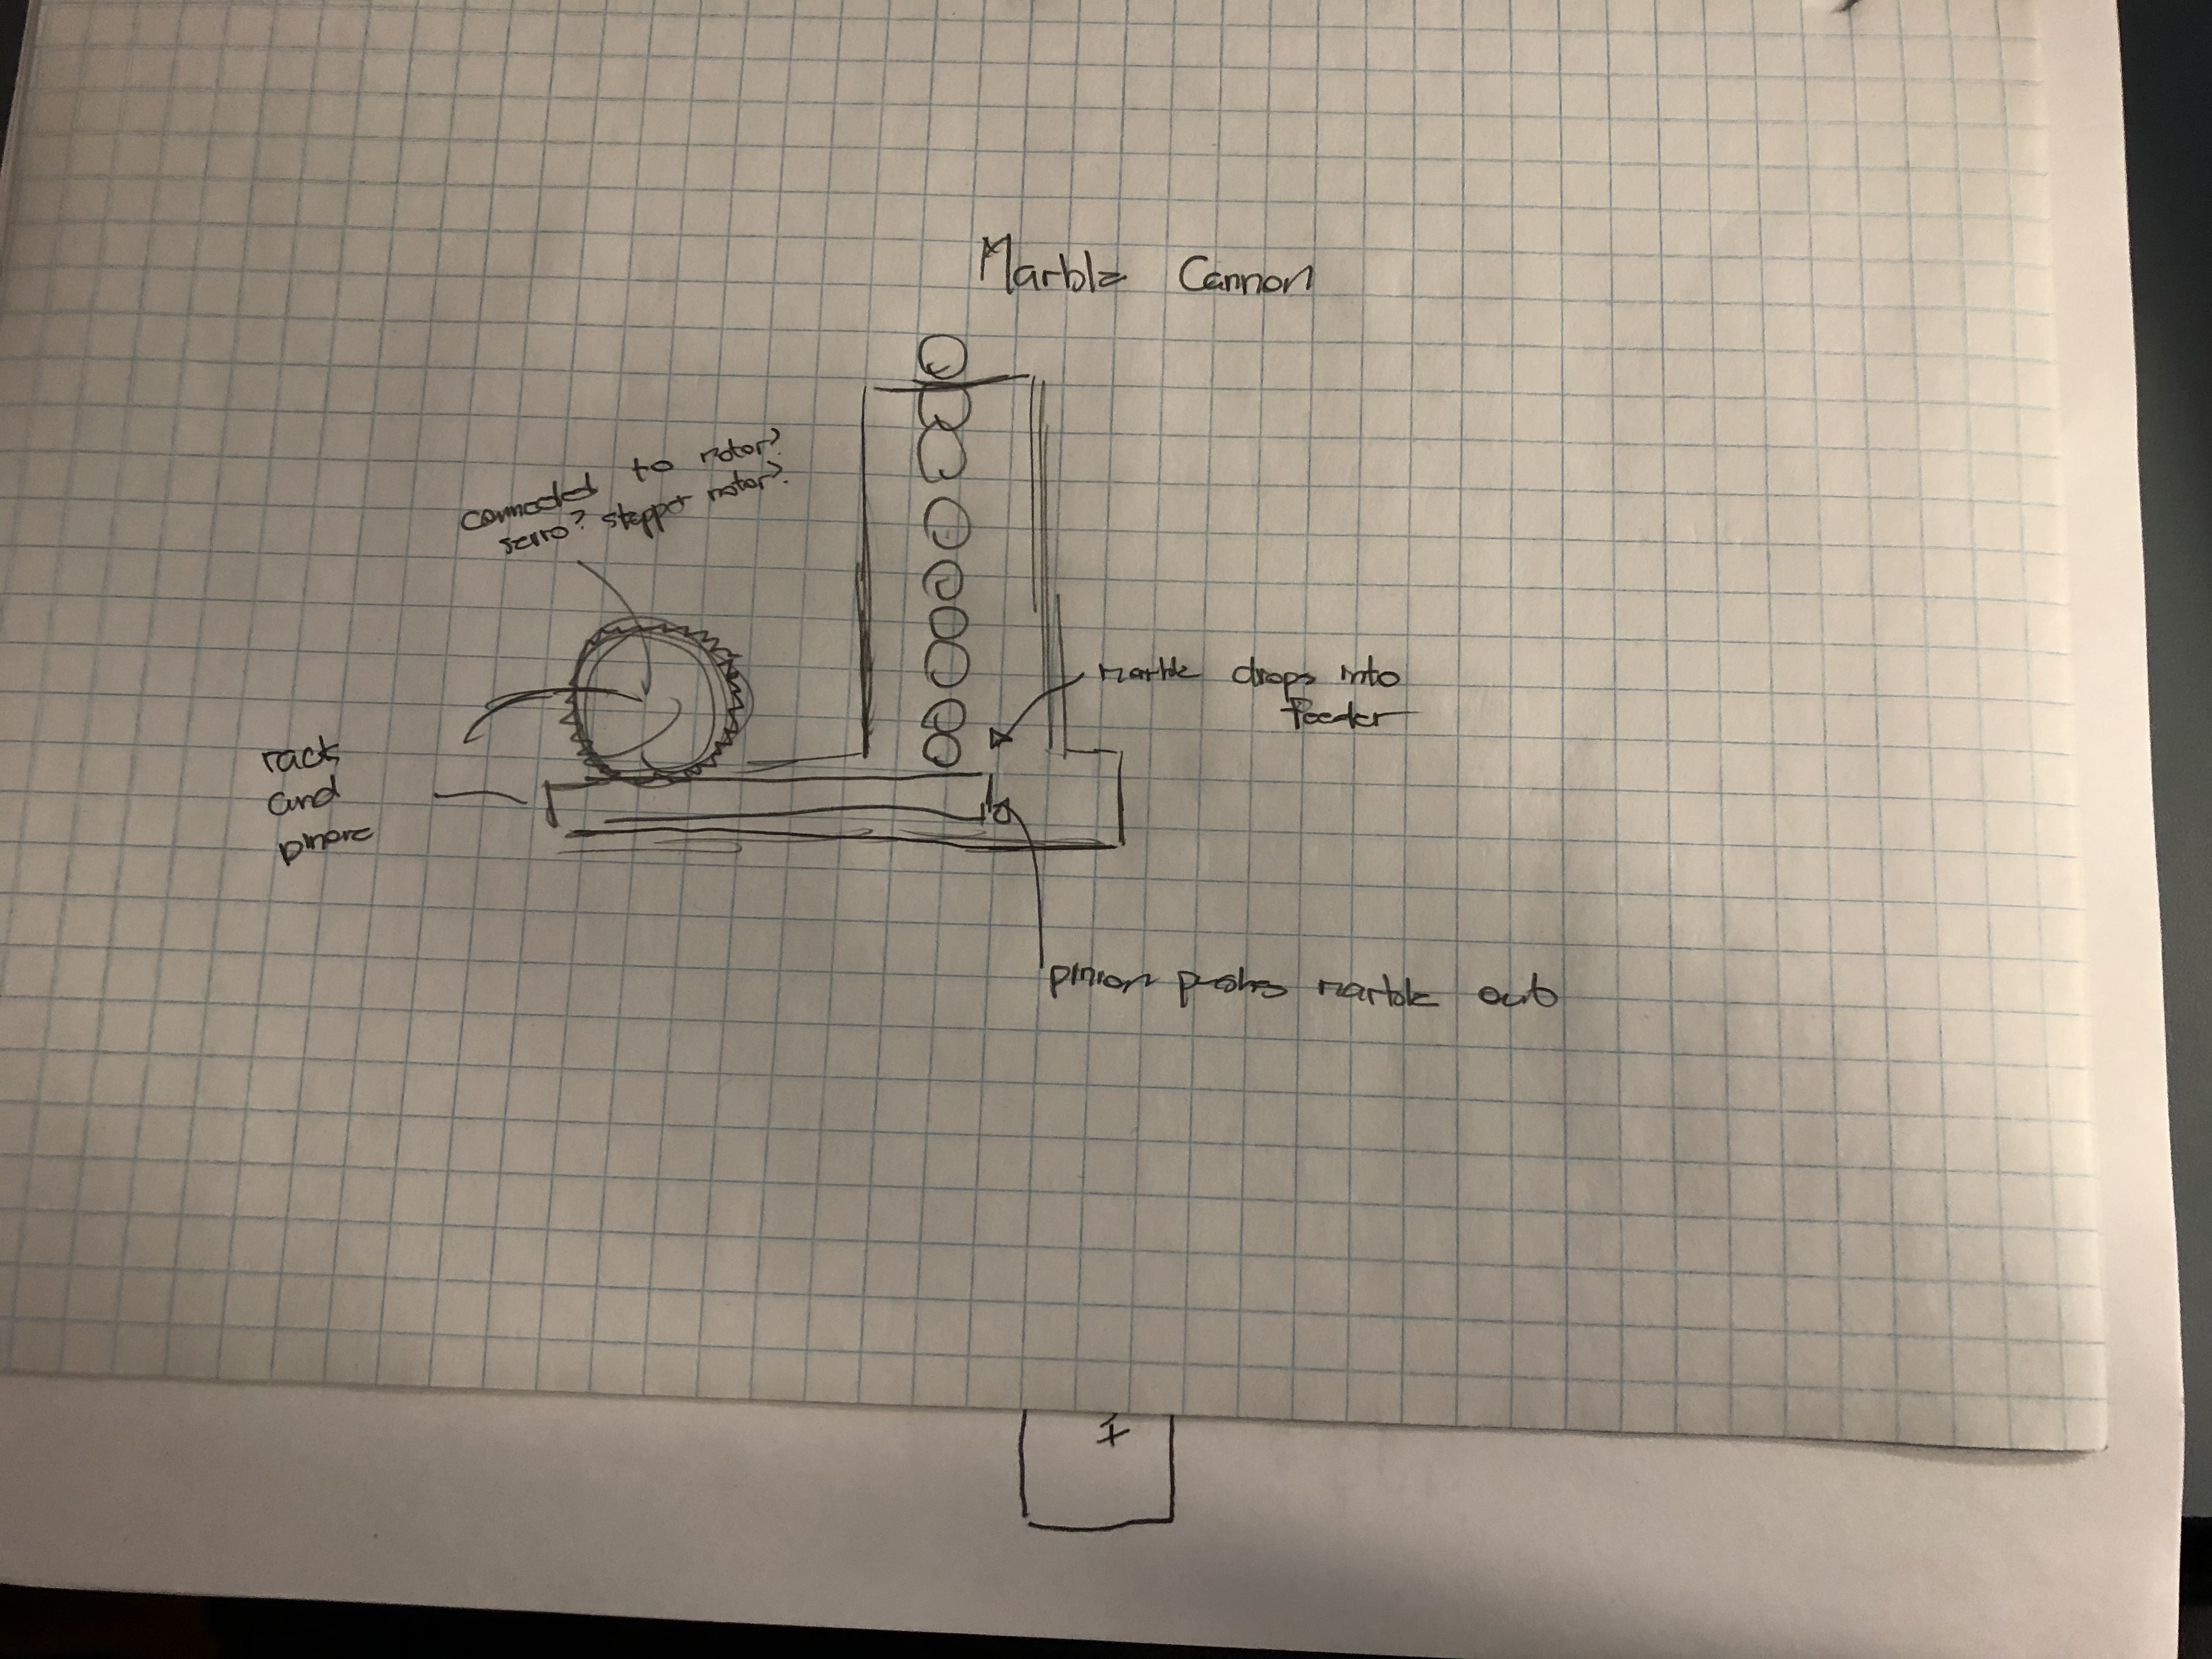 Marble Cannon
connected to motor?
servo? stepper motor?
marble drops into
feeder
rack
and
pinion
pinion pushes marble out